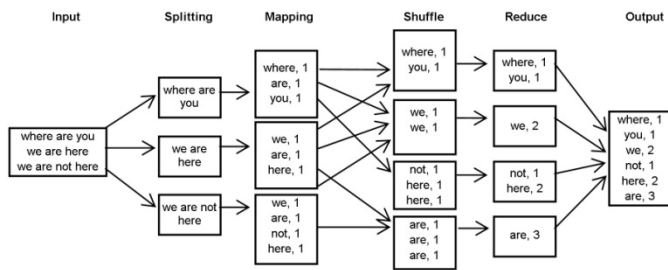 Input
Splitting
Mapping
Shuffle
Reduce
Output
where are you
we are here
we are not here
where are
you
we are
here
we are not
here
where, 1
are, 1
you, 1
we, 1
are, 1
here, 1
we, 1
are, 1
not, 1
here, 1
where, 1
you, 1
we, 1
we, 1
not, 1
here, 1
here, 1
are, 1
are, 1
are, 1
where, 1
you, 1
we, 2
not, 1
here, 2
are, 3
where, 1
you, 1
we, 2
not, 1
here, 2
are, 3